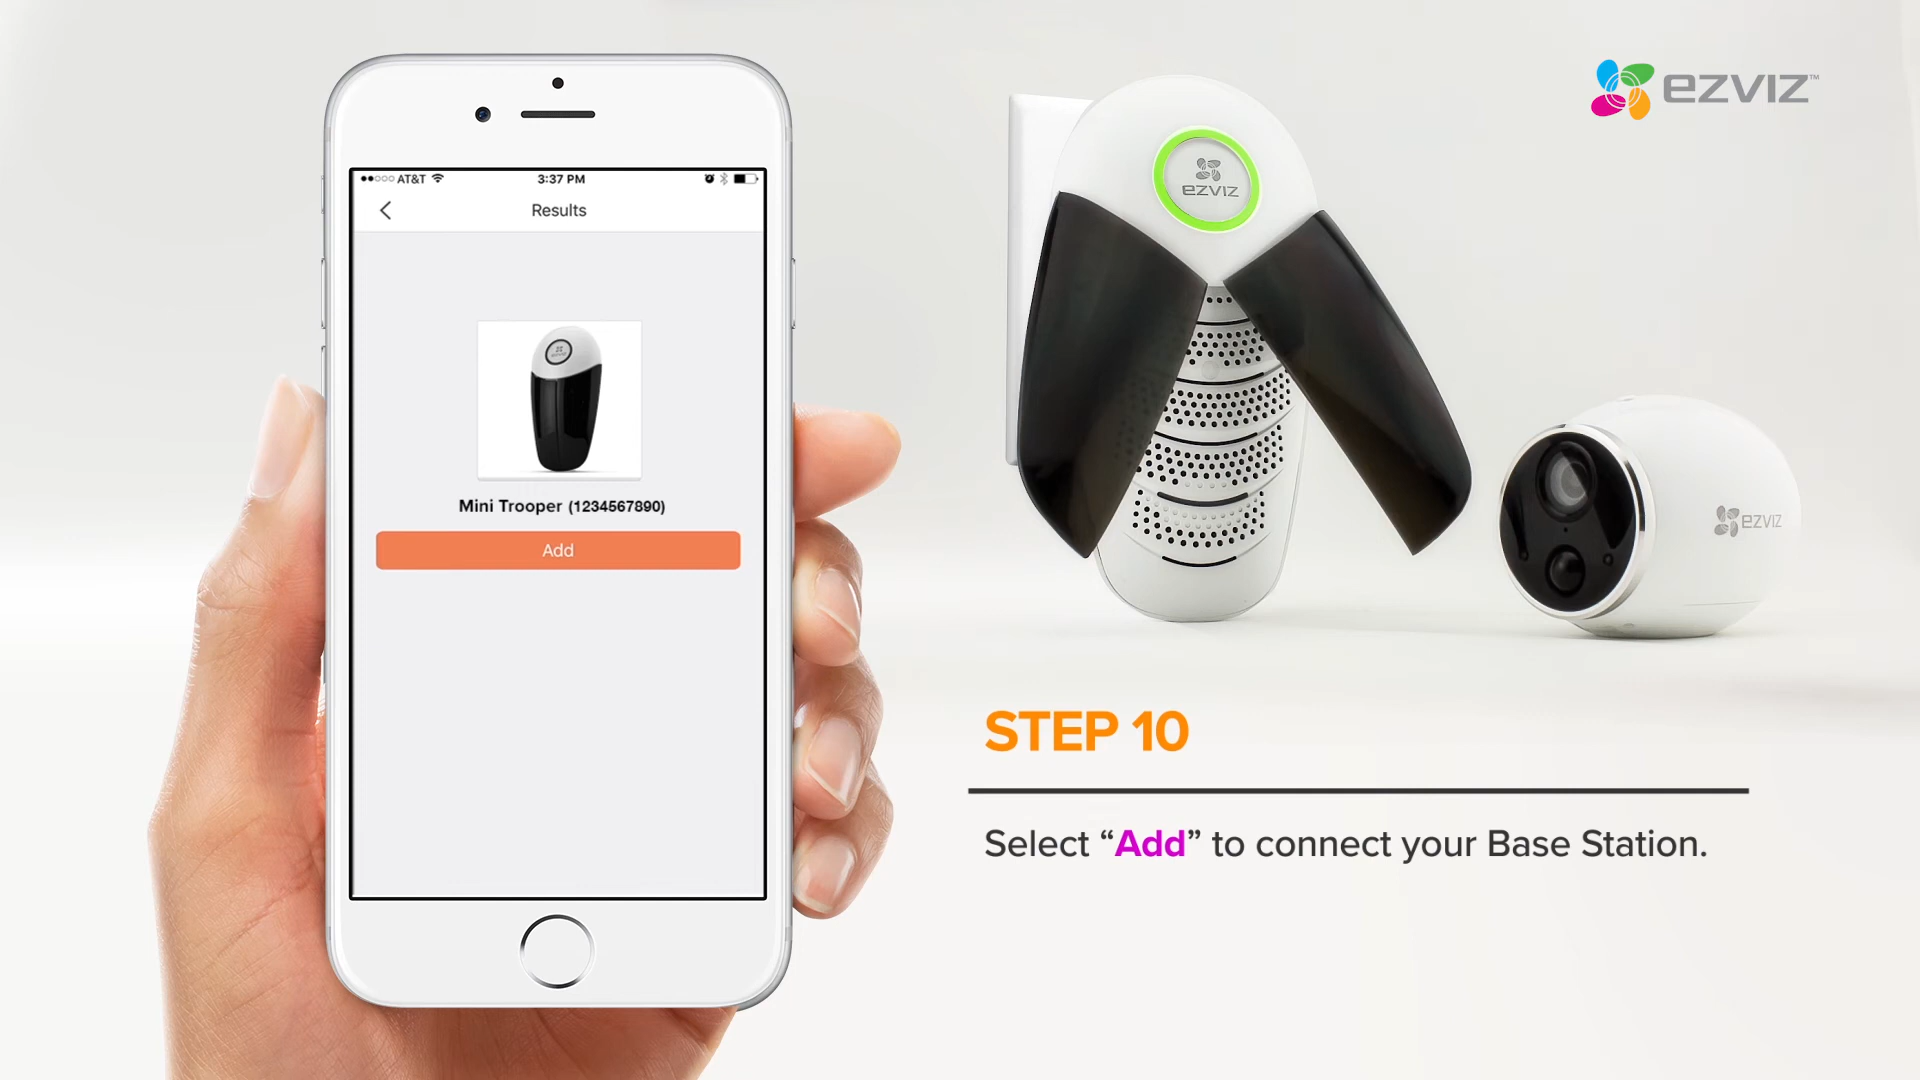 ezviz™
AT&T
3:37 PM
Results
ezviz
Mini Trooper (1234567890)
Add
ezviz
STEP 10
Select “Add” to connect your Base Station.